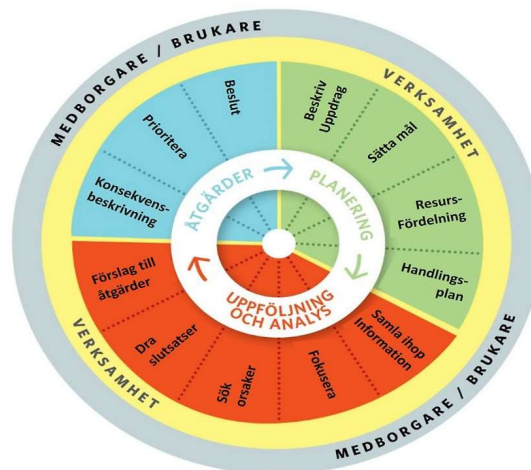 MEDBORGARE / BRUKARE
VERKSAMHET
Beslut
Prioritera
Konsekvens-
beskrivning
Beskriv
Uppdrag
Sätta mål
Resurs-
Fördelning
Handlings-
plan
ÅTGÄRDER
PLANERING
UPPFÖLJNING
OCH ANALYS
Samla ihop
Information
Fokusera
Sök
orsaker
Dra
slutsatser
Förslag till
åtgärder
VERKSAMHET
MEDBORGARE / BRUKARE